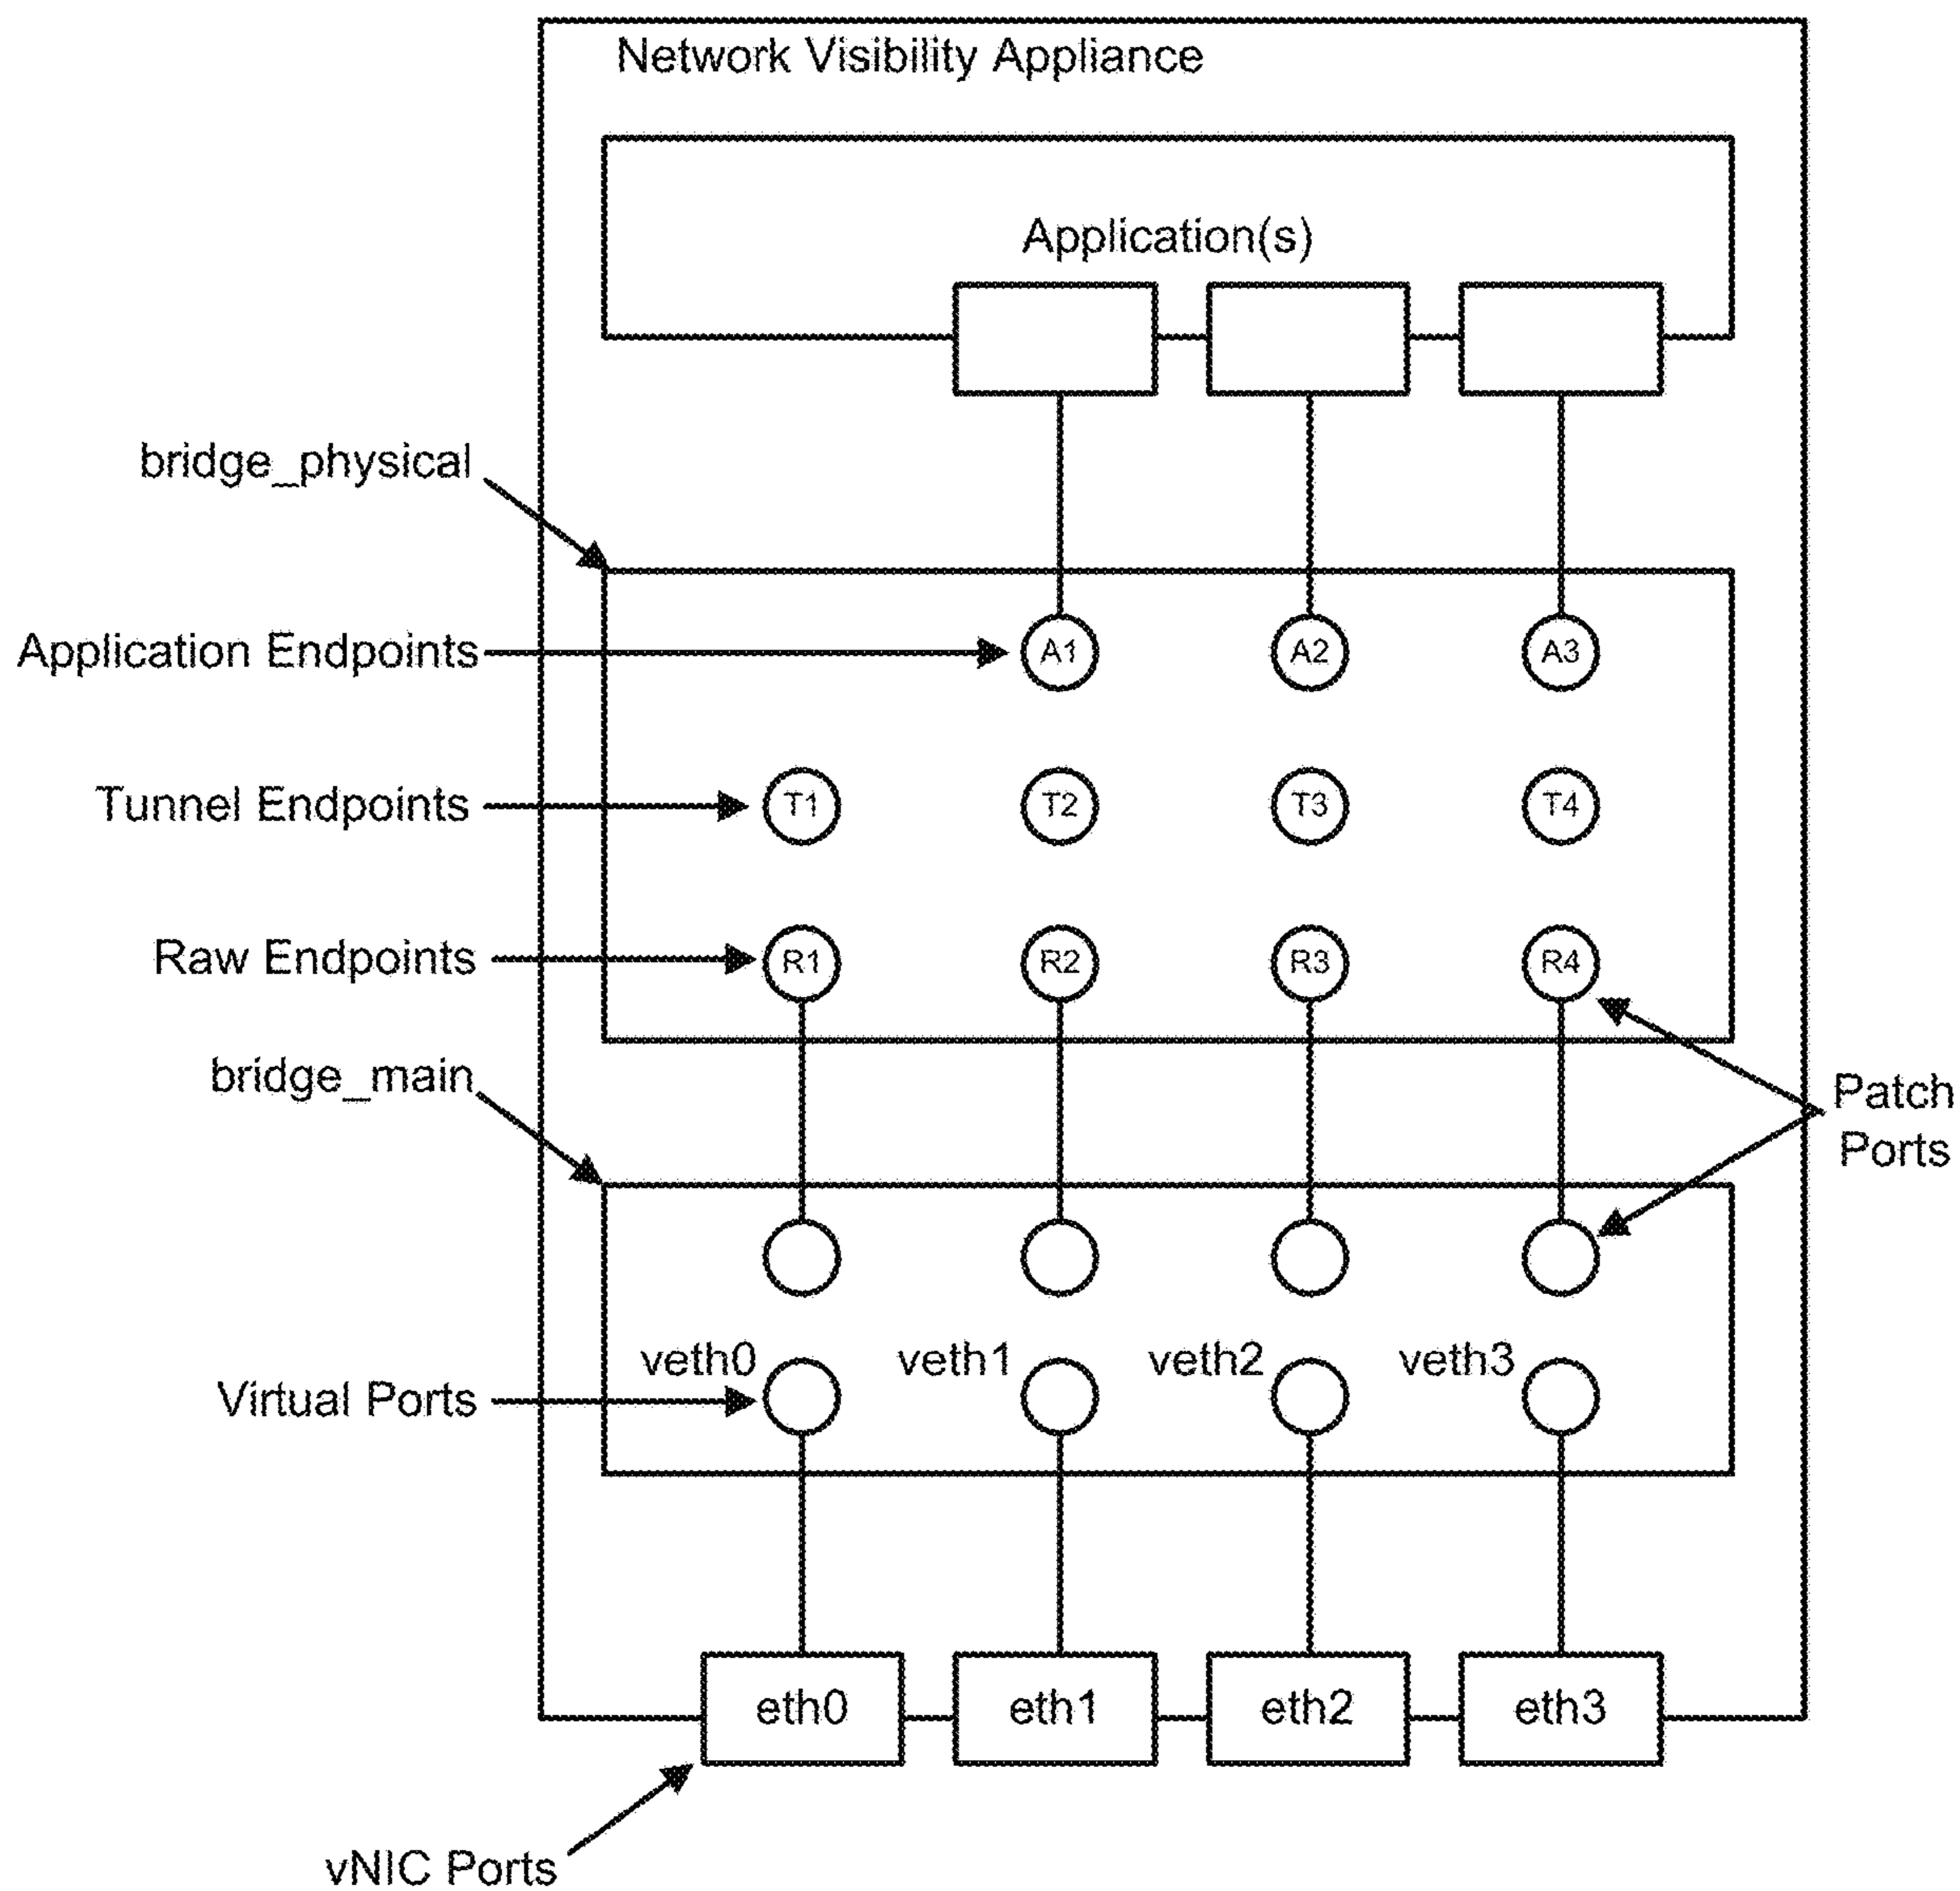 Network Visibility Appliance
Application(s)
bridge_physical
Application Endpoints
A1
A2
A3
Tunnel Endpoints
T1
T2
T3
T4
Raw Endpoints
R1
R2
R3
R4
bridge_main
Patch
Ports
veth0
veth1
veth2
veth3
Virtual Ports
eth0
eth1
eth2
eth3
vNIC Ports